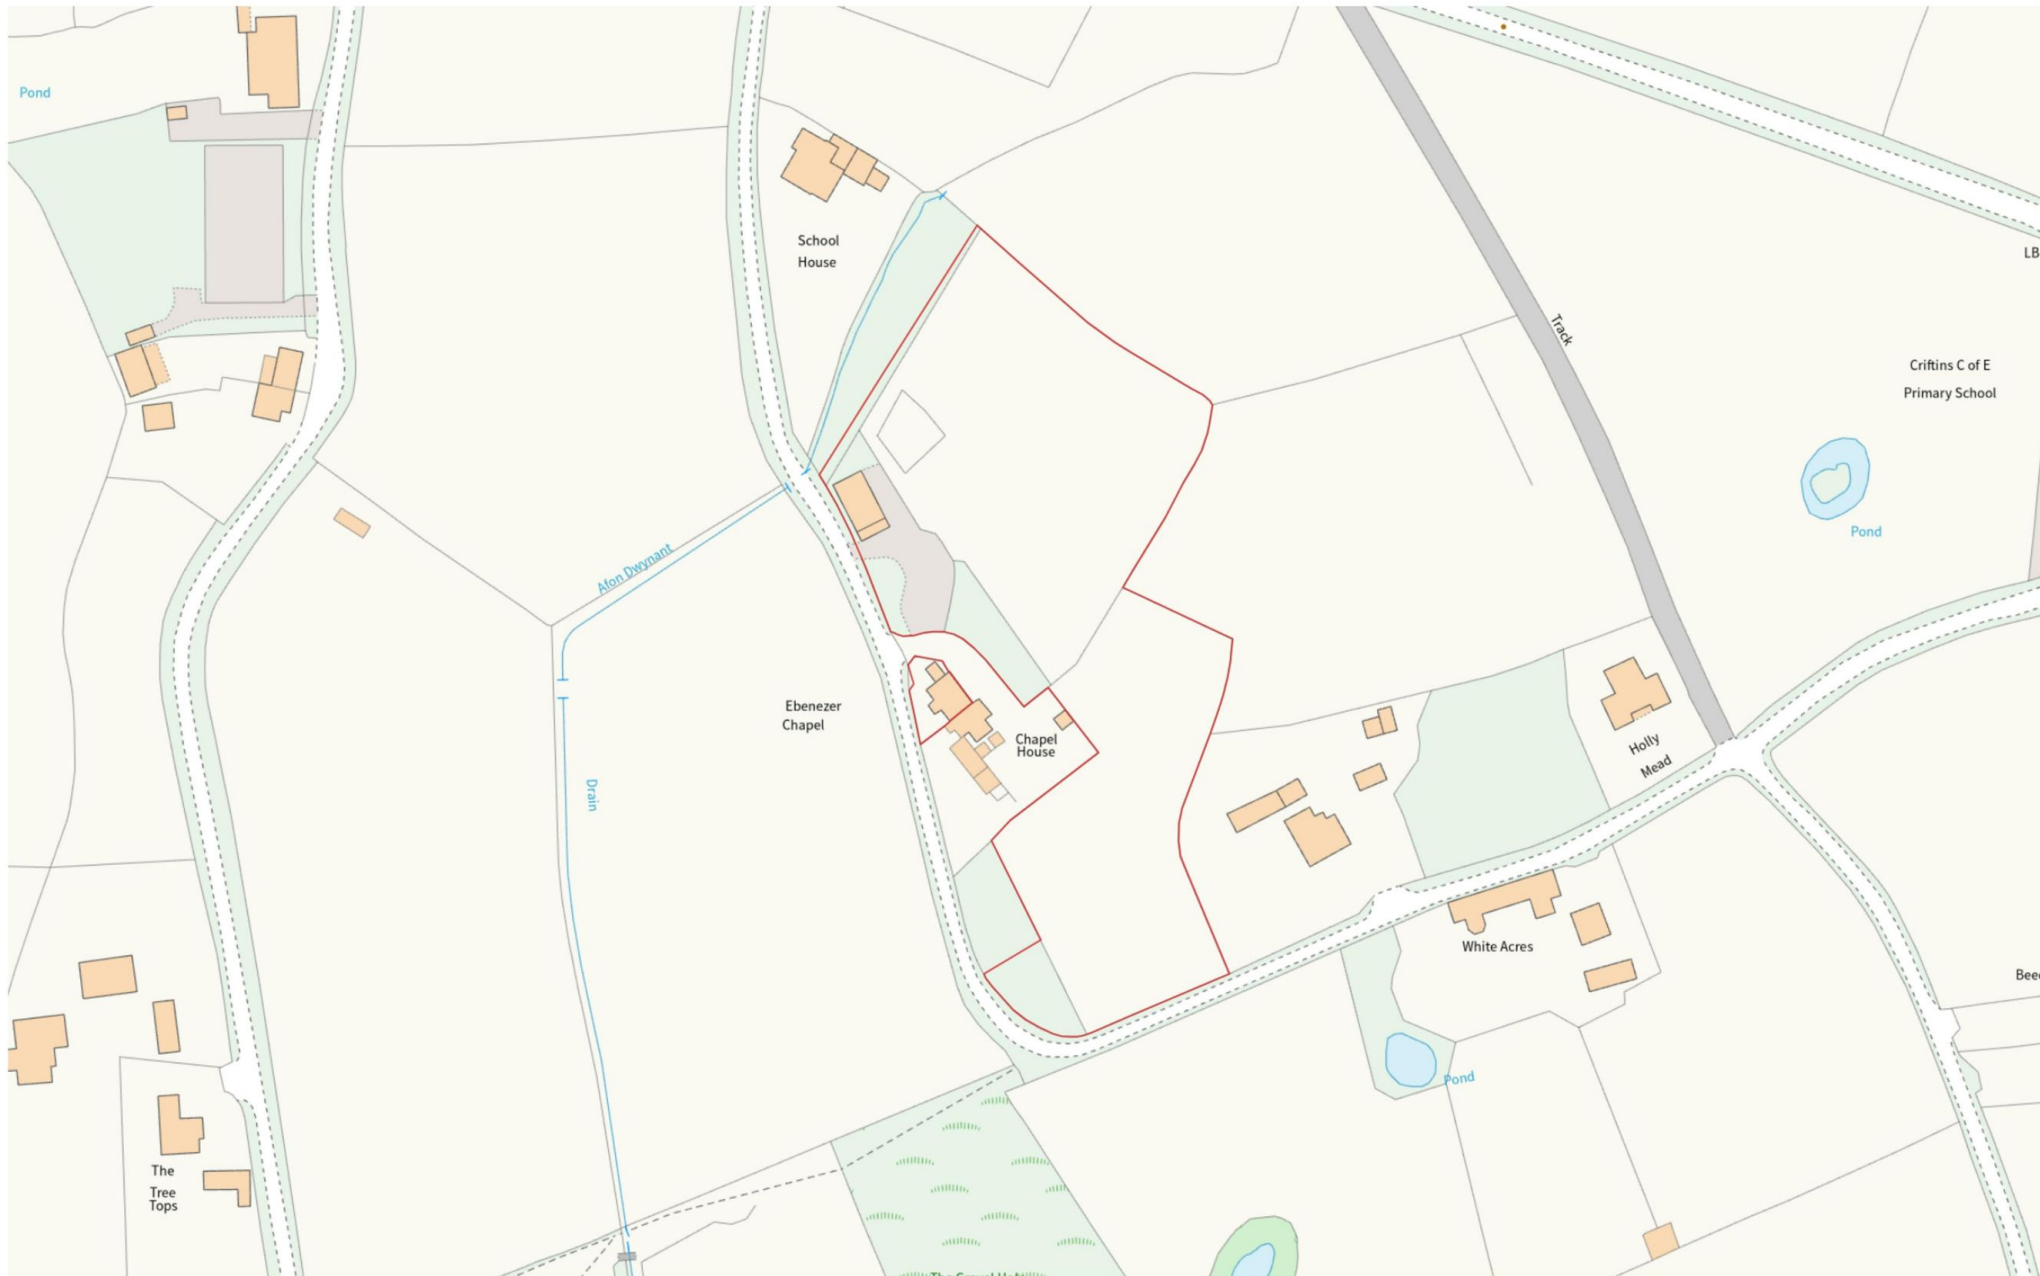 Pond
School
House
LB
Track
Criftins C of E
Primary School
Pond
Afon Dwynant
Ebenezer
Chapel
Chapel
House
Holly
Mead
Drain
White Acres
Pond
The
Tree
Tops